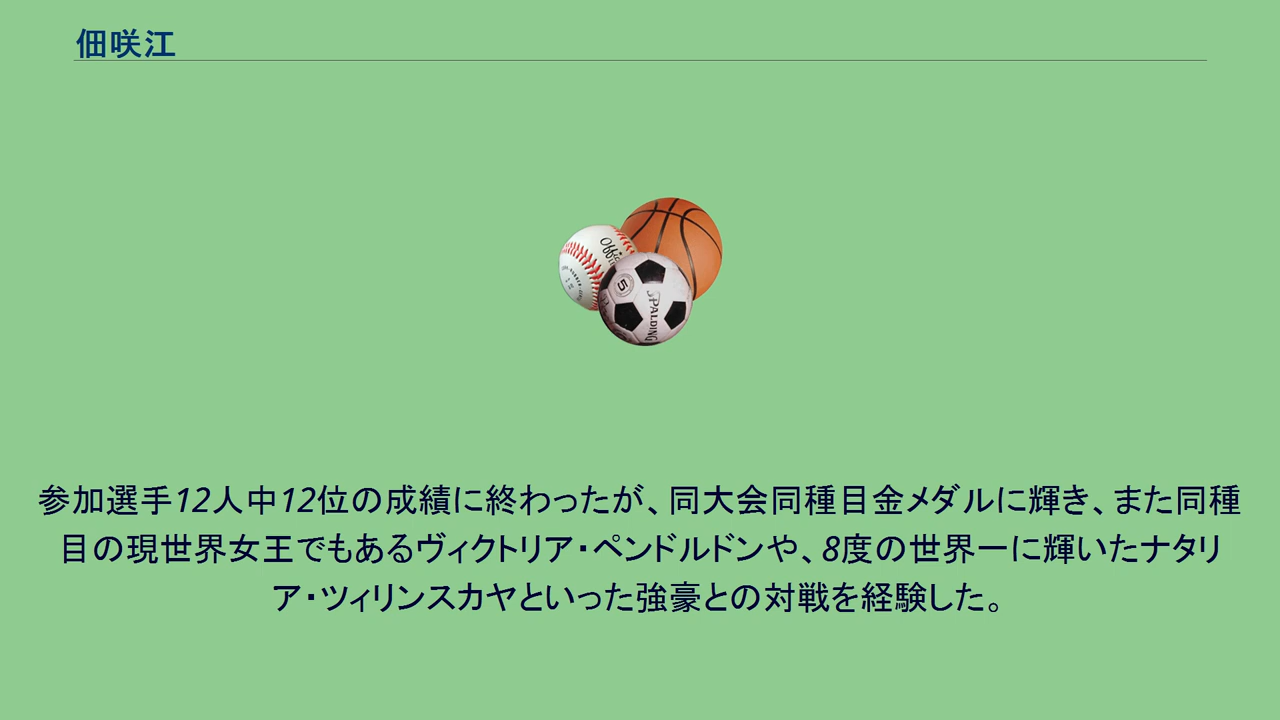 佃咲江
Offici
5
SPALDING
参加選手12人中12位の成績に終わったが、同大会同種目金メダルに輝き、また同種
目の現世界女王でもあるヴィクトリア・ペンドルドンや、8度の世界一に輝いたナタリ
ア・ツィリンスカヤといった強豪との対戦を経験した。